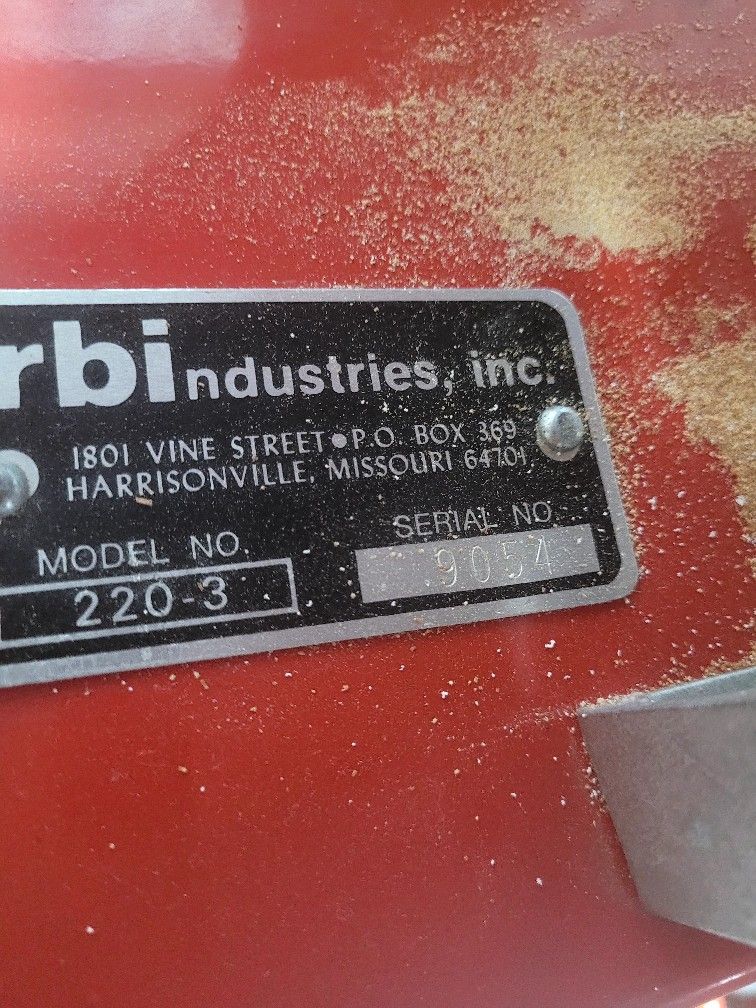 rbindustries, inc.
1801 VINE STREET●P.O. BOX 369
HARRISONVILLE, MISSOURI 64701
MODEL NO. SERIAL NO.
220-3 9054